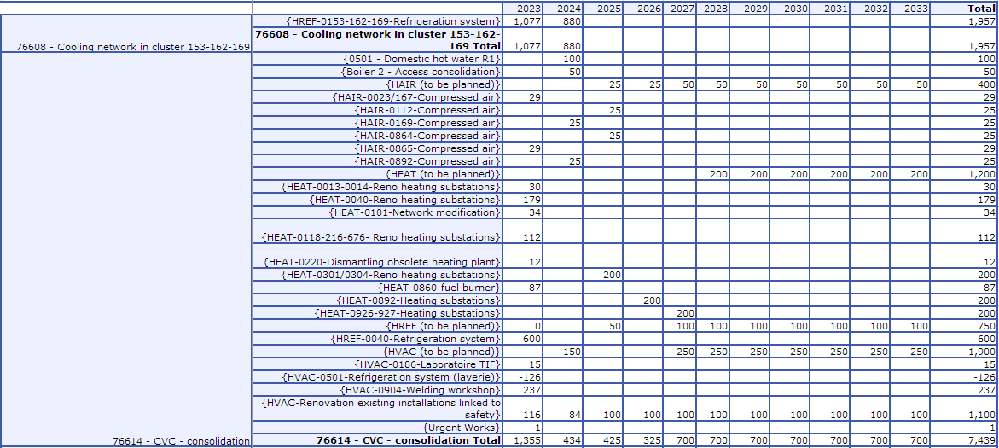 2023 2024 2025 2026 2027 2028 2029 2030 2031 2032 2033 Total
{HREF-0153-162-169-Refrigeration system} 1,077 880 1,957
76608 - Cooling network in cluster 153-162-169 76608 - Cooling network in cluster 153-162-
169 Total 1,077 880 1,957
{0501 - Domestic hot water R1} 100 100
{Boiler 2 - Access consolidation} 50 50
{HAIR (to be planned)} 25 25 50 50 50 50 50 50 50 400
{HAIR-0023/167-Compressed air} 29 29
{HAIR-0112-Compressed air} 25 25
{HAIR-0169-Compressed air} 25 25
{HAIR-0864-Compressed air} 25 25
{HAIR-0865-Compressed air} 29 29
{HAIR-0892-Compressed air} 25 25
{HEAT (to be planned)} 200 200 200 200 200 200 1,200
{HEAT-0013-0014-Reno heating substations} 30 30
{HEAT-0040-Reno heating substations} 179 179
{HEAT-0101-Network modification} 34 34
{HEAT-0118-216-676- Reno heating substations} 112 112
{HEAT-0220-Dismantling obsolete heating plant} 12 12
{HEAT-0301/0304-Reno heating substations} 200 200
{HEAT-0860-fuel burner} 87 87
{HEAT-0892-Heating substations} 200 200
{HEAT-0926-927-Heating substations} 200 200
{HREF (to be planned)} 0 50 100 100 100 100 100 100 100 750
{HREF-0040-Refrigeration system} 600 600
{HVAC (to be planned)} 150 250 250 250 250 250 250 250 1,900
{HVAC-0186-Laboratoire TIF} 15 15
{HVAC-0501-Refrigeration system (laverie)} -126 -126
{HVAC-0904-Welding workshop} 237 237
{HVAC-Renovation existing installations linked to
safety} 116 84 100 100 100 100 100 100 100 100 100 1,100
{Urgent Works} 1 1
76614 - CVC - consolidation 76614 - CVC - consolidation Total 1,355 434 425 325 700 700 700 700 700 700 700 7,439